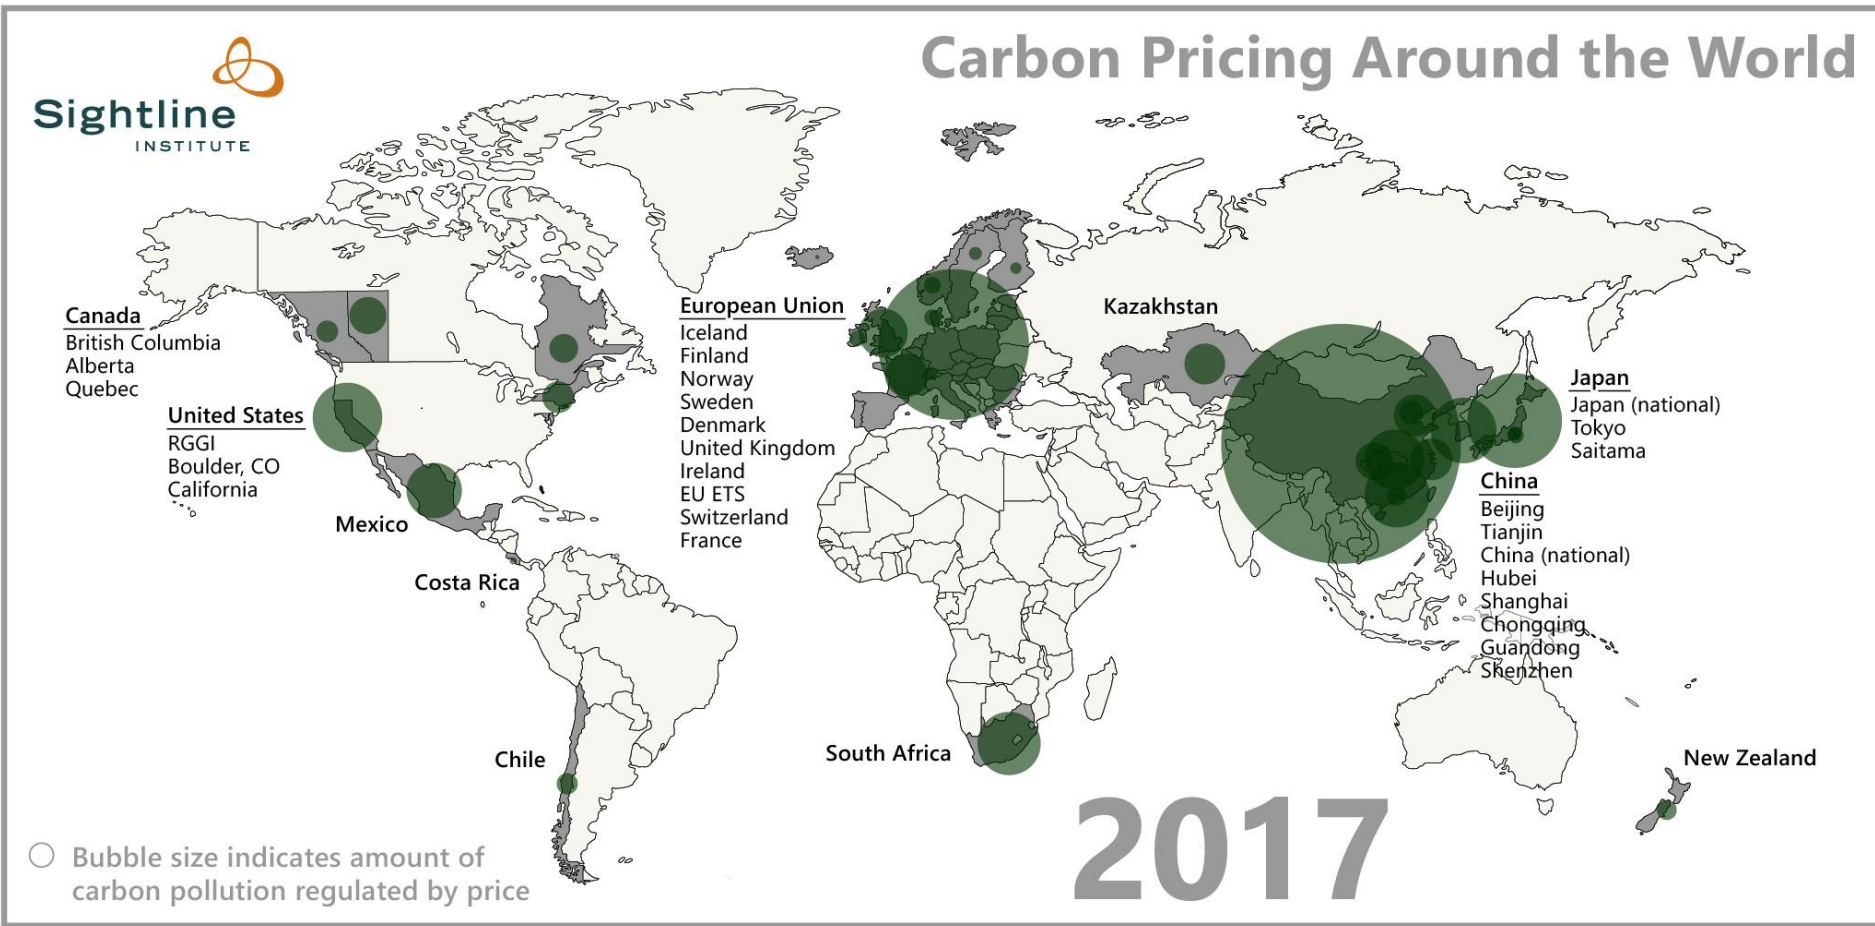 Carbon Pricing Around the World
Sightline
INSTITUTE
Canada
British Columbia
Alberta
Quebec
United States
RGGI
Boulder, CO
California
Mexico
Costa Rica
Chile
European Union
Iceland
Finland
Norway
Sweden
Denmark
United Kingdom
Ireland
EU ETS
Switzerland
France
Kazakhstan
South Africa
Japan
Japan (national)
Tokyo
Saitama
China
Beijing
Tianjin
China (national)
Hubei
Shanghai
Chongqing
Guandong
Shenzhen
New Zealand
2017
Bubble size indicates amount of
carbon pollution regulated by price